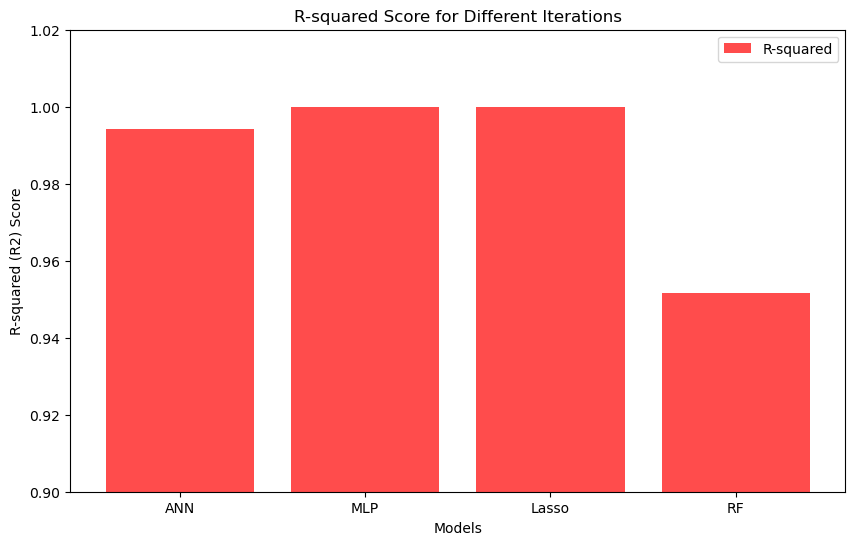 R-squared Score for Different Iterations
R-squared
1.02
1.00
0.98
0.96
0.94
0.92
0.90
R-squared (R2) Score
ANN
MLP
Lasso
RF
Models